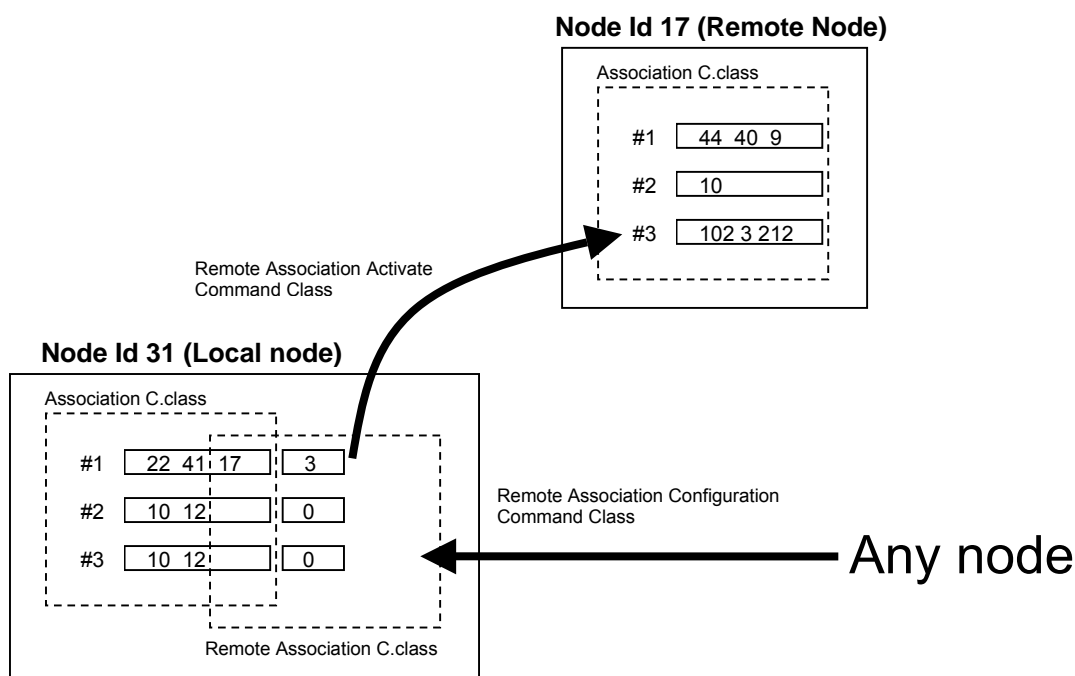 Node Id 17 (Remote Node)
Association C.class
#1 44 40 9
#2 10
#3 102 3 212
Remote Association Activate
Command Class
Node Id 31 (Local node)
Association C.class
#1 22 41 17 3
#2 10 12 0
#3 10 12 0
Remote Association C.class
Remote Association Configuration
Command Class
Any node